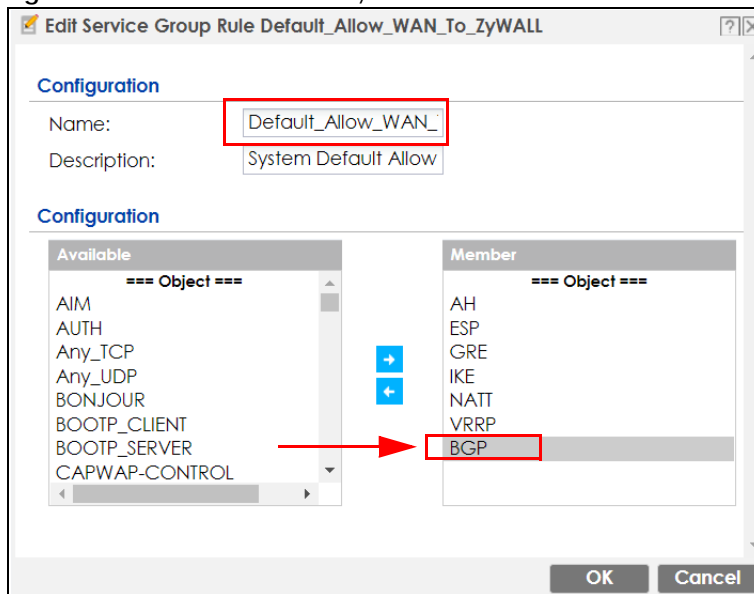 Edit Service Group Rule Default_Allow_WAN_To_ZyWALL
Configuration
Name: Default_Allow_WAN_
Description: System Default Allow
Configuration
Available
=== Object ===
AIM
AUTH
Any_TCP
Any_UDP
BONJOUR
BOOTP_CLIENT
BOOTP_SERVER
CAPWAP-CONTROL
Member
=== Object ===
AH
ESP
GRE
IKE
NATT
VRRP
BGP
OK Cancel